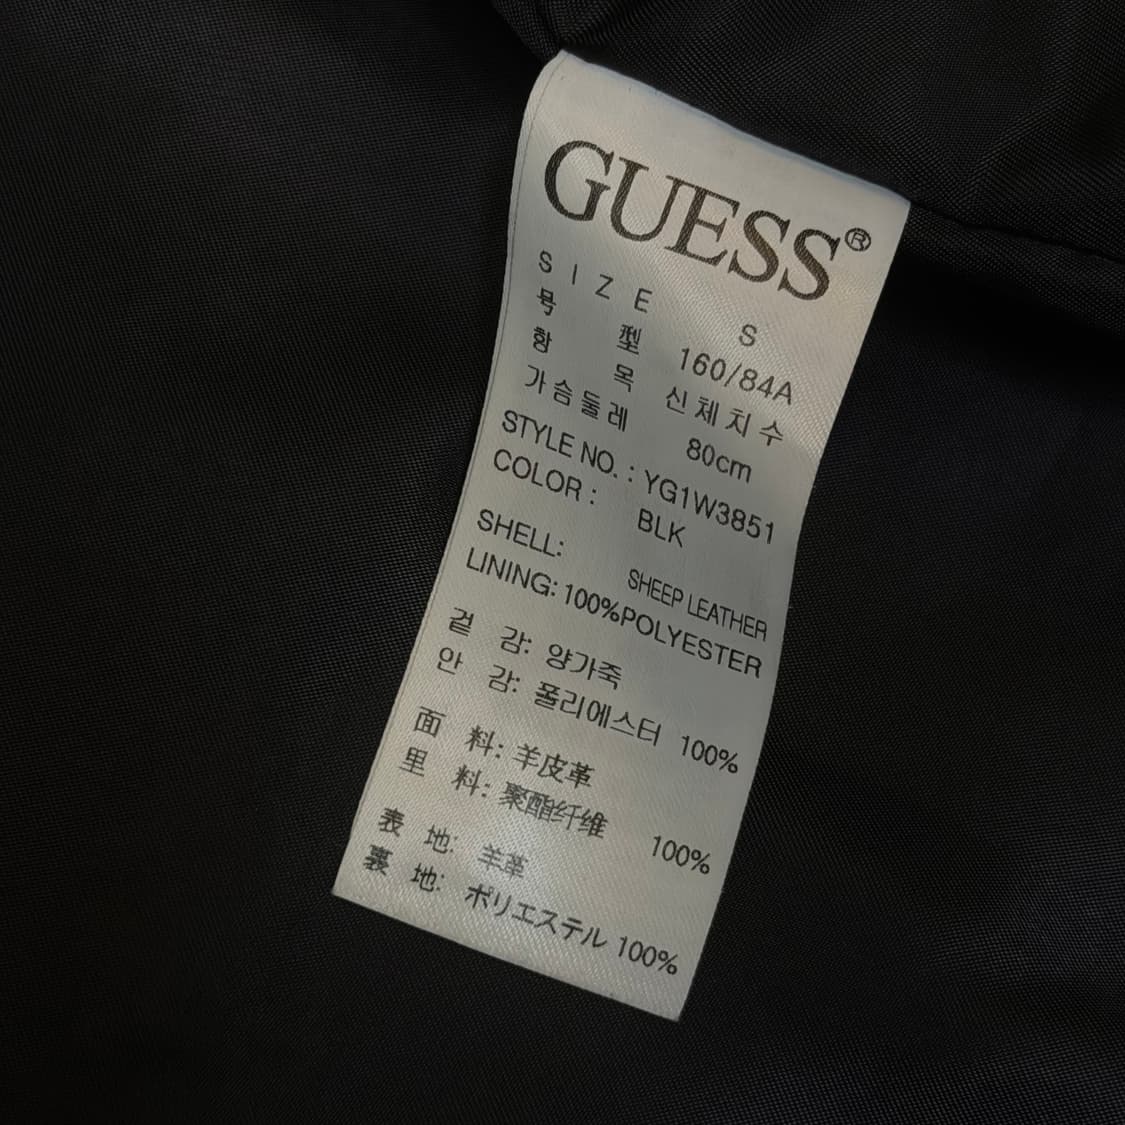 GUESS®
SIZE S
号型 160/84A
항목 신체치수
가슴둘레 80cm
STYLE NO. : YG1W3851
COLOR : BLK
SHELL: SHEEP LEATHER
LINING: 100%POLYESTER
겉 감: 양가죽
안 감: 폴리에스터 100%
面 料: 羊皮革
里 料: 聚酯纤维 100%
表 地: 羊革
裏 地: ポリエステル 100%